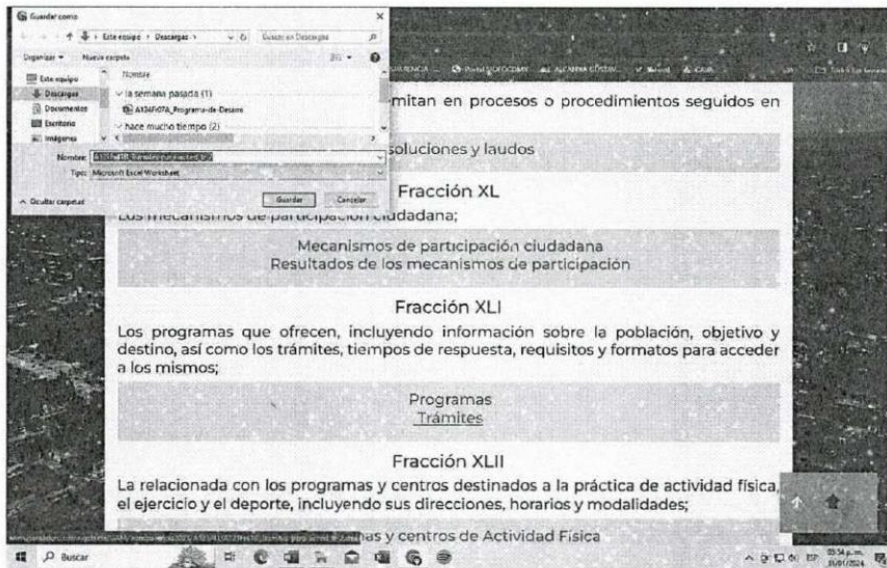 Guardar como
Este equipo > Descargas >
Buscar en Descargas
Organizar
Nueva carpeta
Este equipo
Descargas
Documentos
Escritorio
Imágenes
Nombre
la semana pasada (1)
hace mucho tiempo (2)
Nombre:
Tipo: Microsoft Excel Worksheet
Ocultar carpetas
Guardar
Cancelar
mitan en procesos o procedimientos seguidos en
soluciones y laudos
Fracción XL
Los mecanismos de participación ciudadana;
Mecanismos de participación ciudadana
Resultados de los mecanismos de participación
Fracción XLI
Los programas que ofrecen, incluyendo información sobre la población, objetivo y
destino, así como los trámites, tiempos de respuesta, requisitos y formatos para acceder
a los mismos;
Programas
Trámites
Fracción XLII
La relacionada con los programas y centros destinados a la práctica de actividad física,
el ejercicio y el deporte, incluyendo sus direcciones, horarios y modalidades;
mas y centros de Actividad Física
Buscar
ESP
31/01/2024